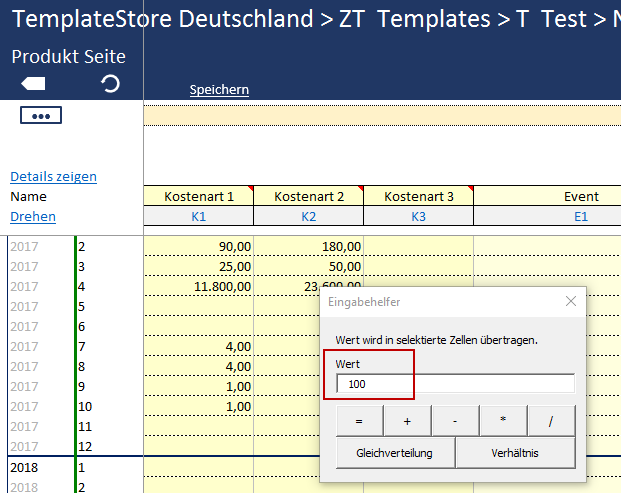 TemplateStore Deutschland > ZT Templates > T Test >
Produkt Seite
Speichern
Details zeigen
Name Kostenart 1 Kostenart 2 Kostenart 3 Event
Drehen K1 K2 K3 E1
2017 2 90,00 180,00
2017 3 25,00 50,00
2017 4 11.800,00 23.600,00
2017 5
2017 6
2017 7 4,00
2017 8 4,00
2017 9 1,00
2017 10 1,00
2017 11
2017 12
2018 1
2018 2
Eingabehelfer
Wert wird in selektierte Zellen übertragen.
Wert
100
= + - * /
Gleichverteilung Verhältnis